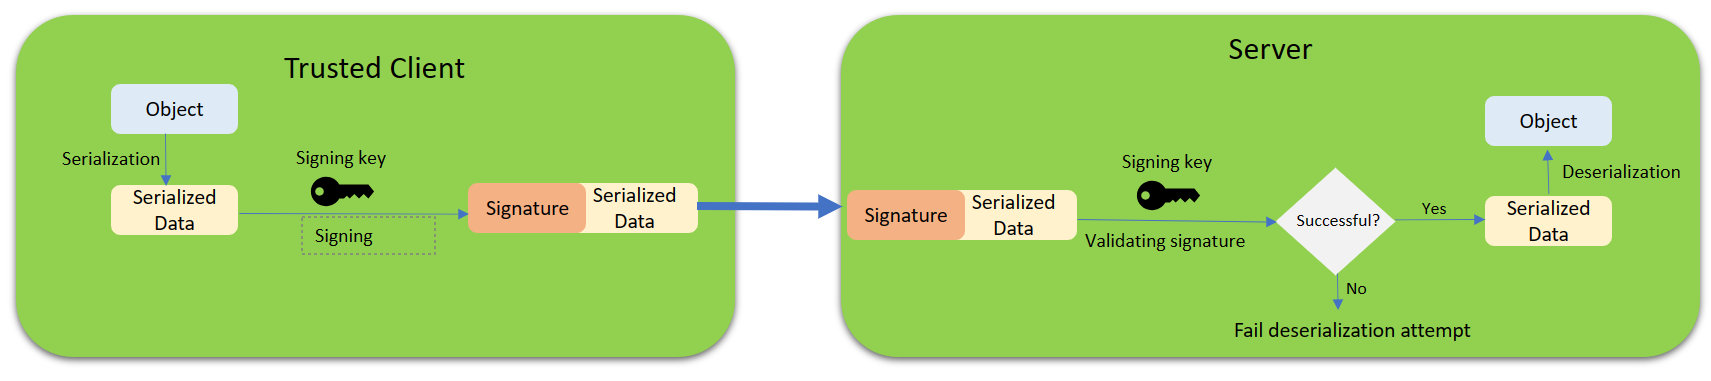 Trusted Client
Object
Serialization
Serialized
Data
Signing key
Signing
Signature
Serialized
Data
Server
Signature
Serialized
Data
Signing key
Validating signature
Successful?
Yes
No
Fail deserialization attempt
Serialized
Data
Deserialization
Object